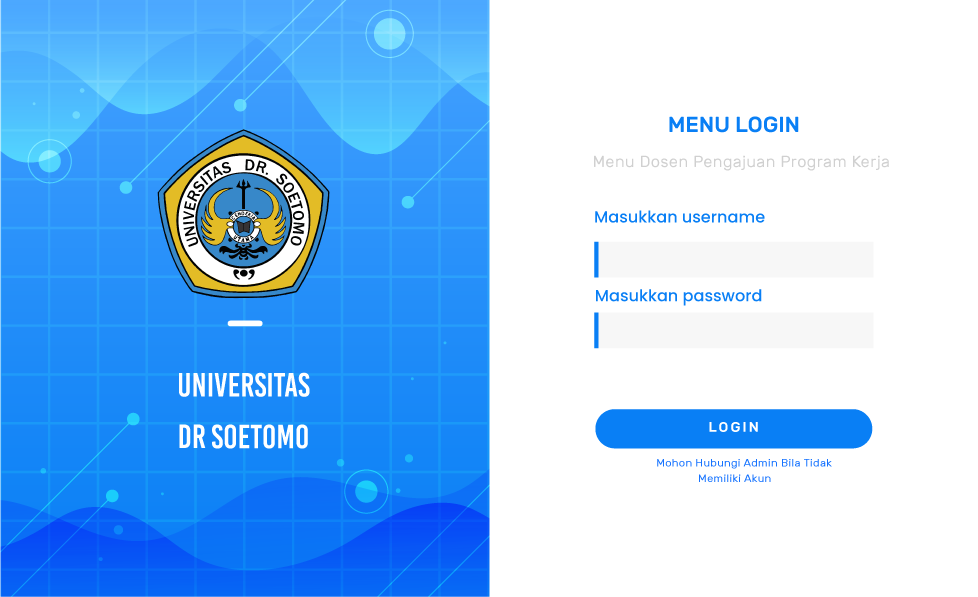 UNIVERSITAS DR. SOETOMO
UTAMA
UNIVERSITAS
DR SOETOMO
MENU LOGIN
Menu Dosen Pengajuan Program Kerja
Masukkan username
Masukkan password
LOGIN
Mohon Hubungi Admin Bila Tidak
Memiliki Akun